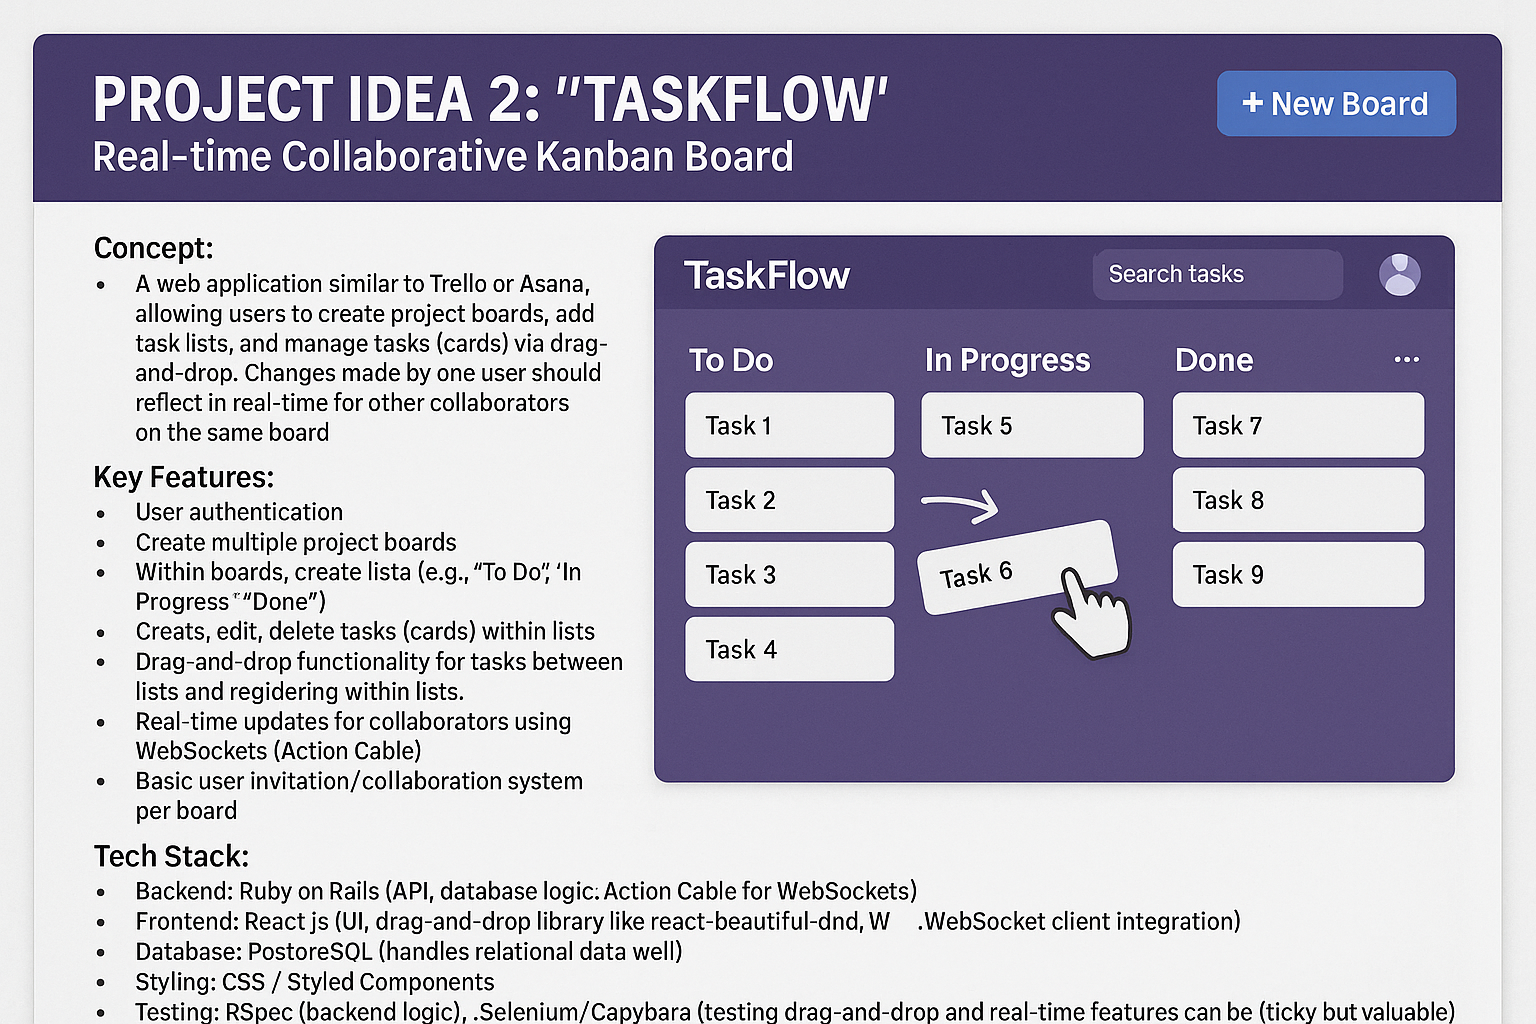 PROJECT IDEA 2: "TASKFLOW'
Real-time Collaborative Kanban Board
+ New Board
Concept:
• A web application similar to Trello or Asana,
allowing users to create project boards, add
task lists, and manage tasks (cards) via drag-
and-drop. Changes made by one user should
reflect in real-time for other collaborators
on the same board
Key Features:
• User authentication
• Create multiple project boards
• Within boards, create lista (e.g., “To Do”, ‘In
Progress “Done”)
• Creats, edit, delete tasks (cards) within lists
• Drag-and-drop functionality for tasks between
lists and regidering within lists.
• Real-time updates for collaborators using
WebSockets (Action Cable)
• Basic user invitation/collaboration system
per board
TaskFlow
Search tasks
To Do
Task 1
Task 2
Task 3
Task 4
In Progress
Task 5
Task 6
Done
...
Task 7
Task 8
Task 9
Tech Stack:
• Backend: Ruby on Rails (API, database logic. Action Cable for WebSockets)
• Frontend: React js (UI, drag-and-drop library like react-beautiful-dnd, W .WebSocket client integration)
• Database: PostoreSQL (handles relational data well)
• Styling: CSS / Styled Components
• Testing: RSpec (backend logic), .Selenium/Capybara (testing drag-and-drop and real-time features can be (ticky but valuable)